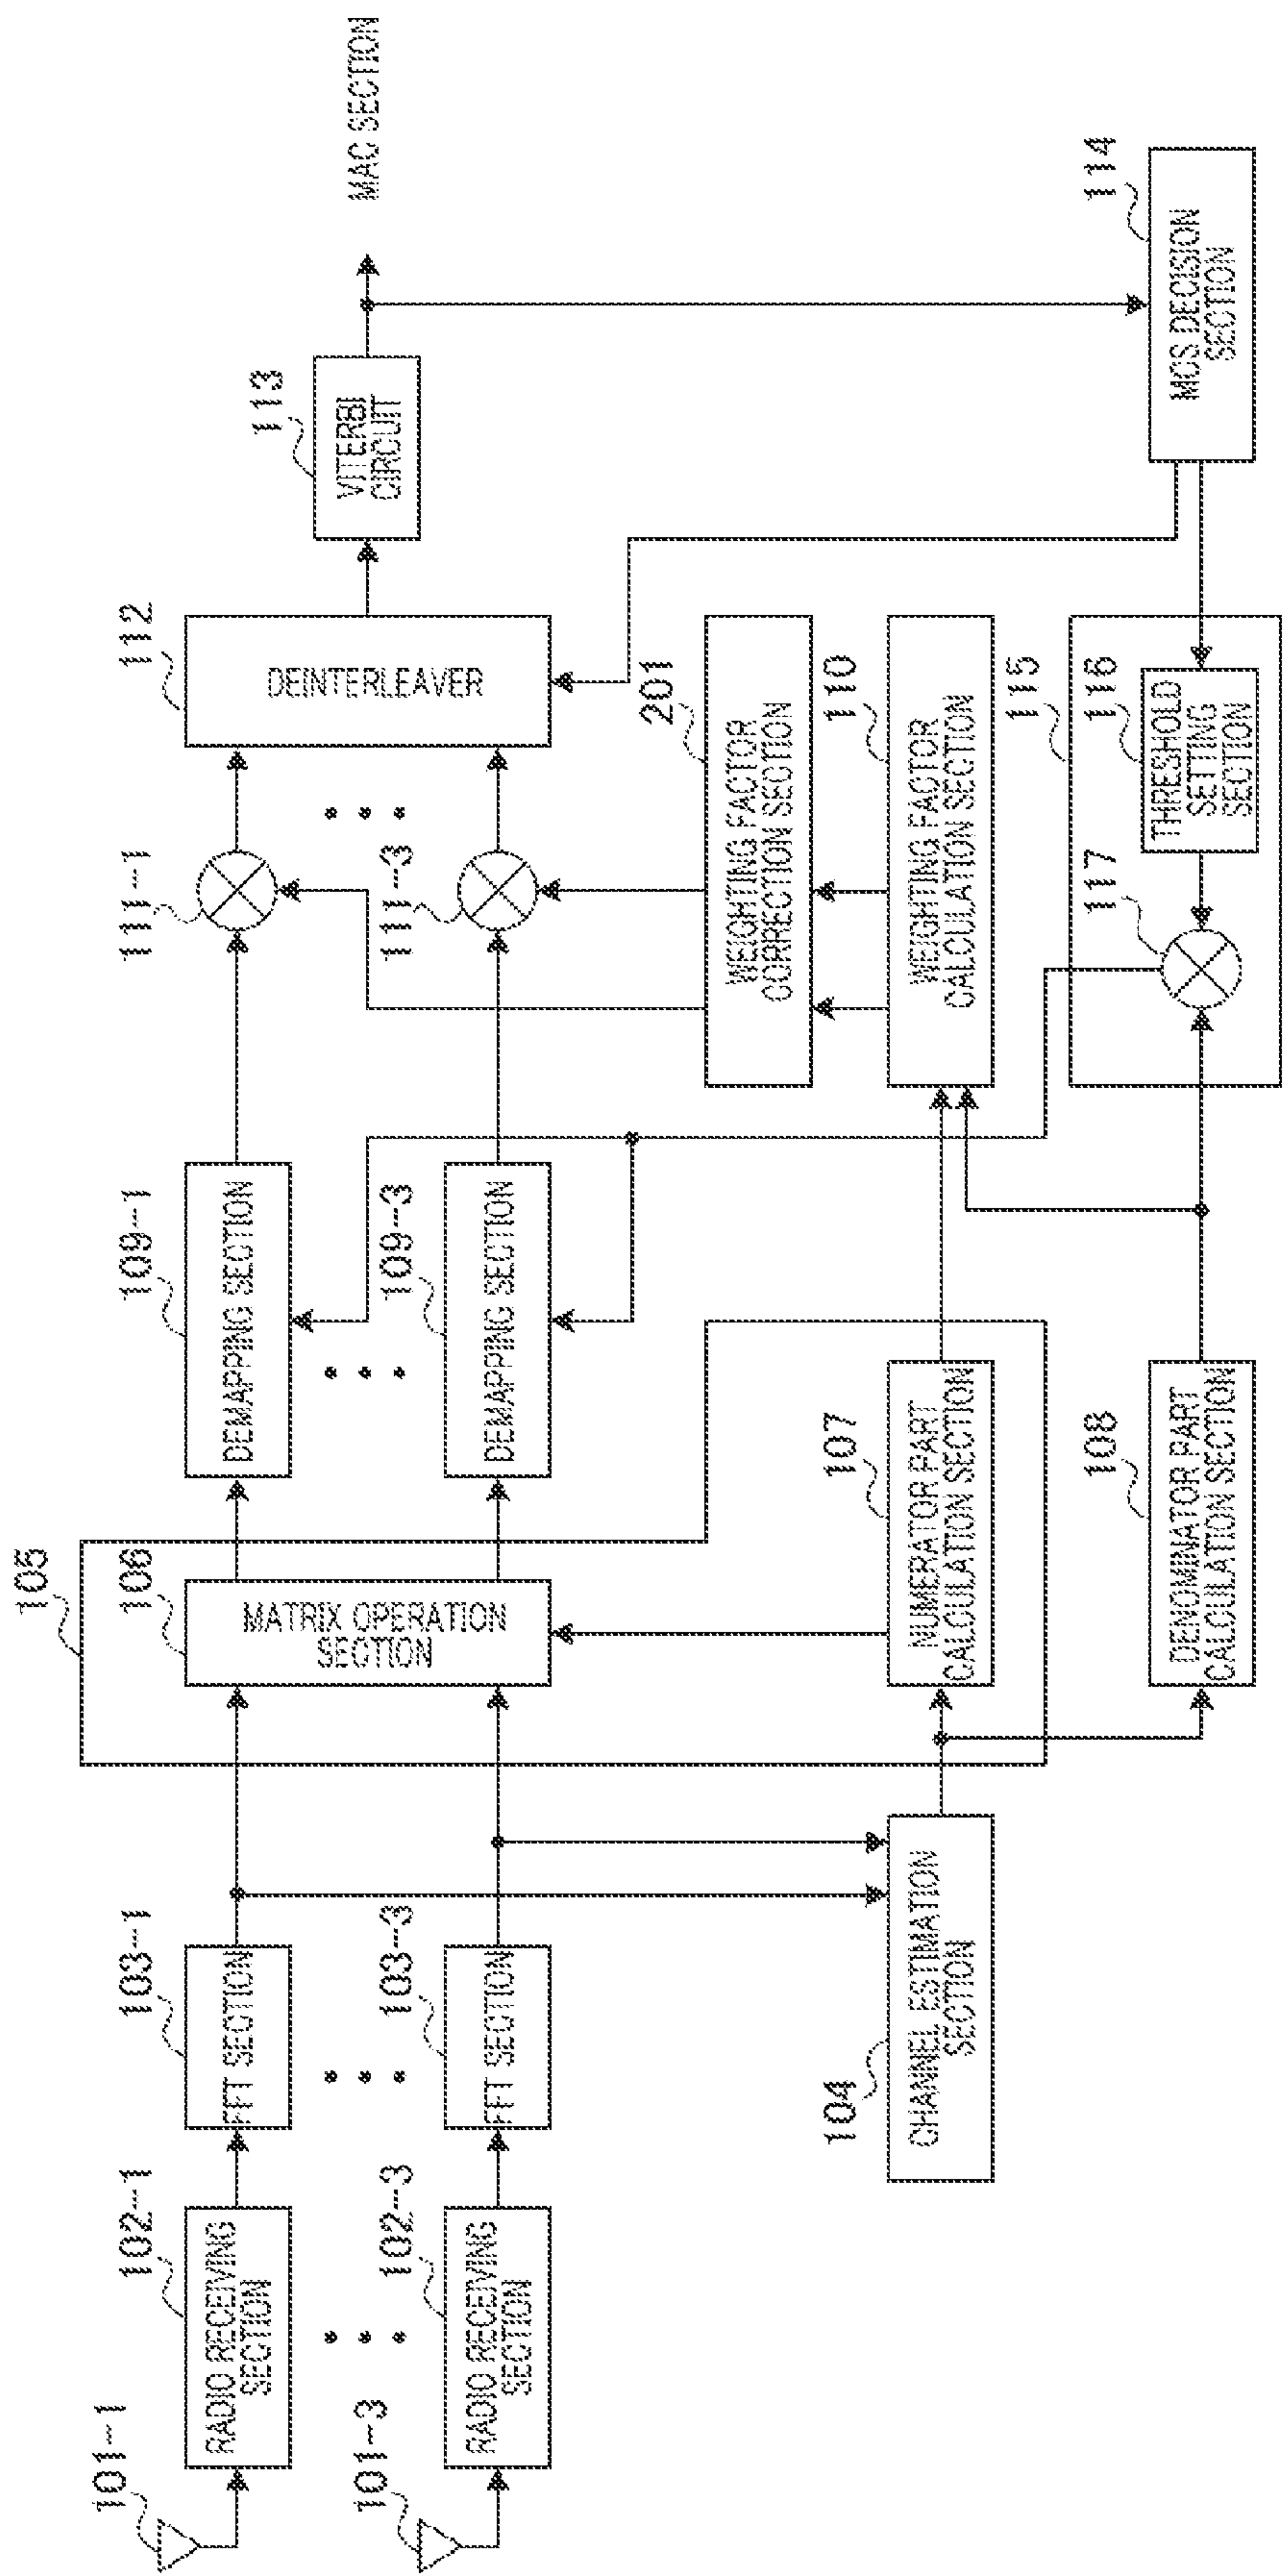 101-1
RADIO RECEIVING
SECTION
102-1
FFT SECTION
103-1
105
106
MATRIX OPERATION
SECTION
DEMAPPING SECTION
109-1
111-1
112
DEINTERLEAVER
113
VITERBI
CIRCUIT
MAC SECTION
101-3
RADIO RECEIVING
SECTION
102-3
FFT SECTION
103-3
DEMAPPING SECTION
109-3
111-3
104
CHANNEL ESTIMATION
SECTION
107
NUMERATOR PART
CALCULATION SECTION
201
WEIGHTING FACTOR
CORRECTION SECTION
110
WEIGHTING FACTOR
CALCULATION SECTION
108
DENOMINATOR PART
CALCULATION SECTION
115
117
116
THRESHOLD
SETTING
SECTION
114
MCS DECISION
SECTION